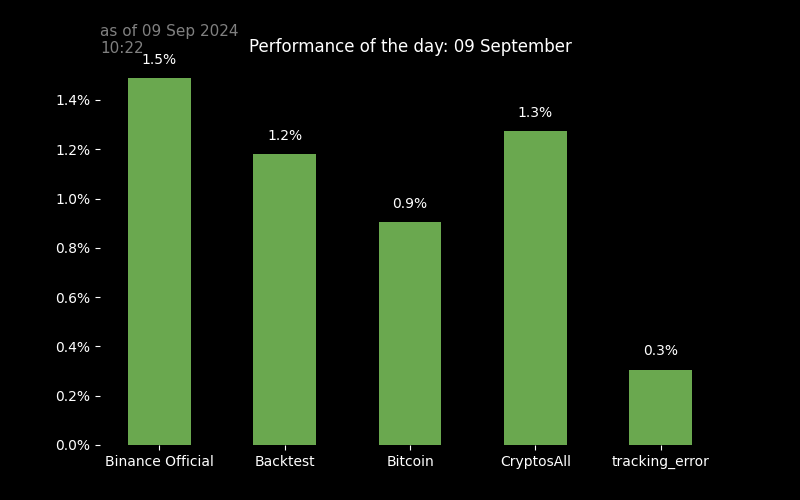 as of 09 Sep 2024
10:22
Performance of the day: 09 September
1.5%
1.2%
0.9%
1.3%
0.3%
1.4%
1.2%
1.0%
0.8%
0.6%
0.4%
0.2%
0.0%
Binance Official
Backtest
Bitcoin
CryptosAll
tracking_error